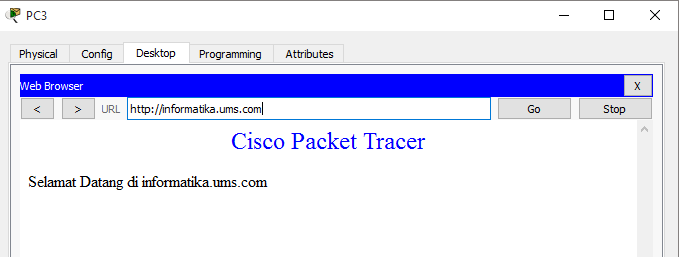 PC3
Physical Config Desktop Programming Attributes
Web Browser X
< > URL http://informatika.ums.com Go Stop
Cisco Packet Tracer
Selamat Datang di informatika.ums.com